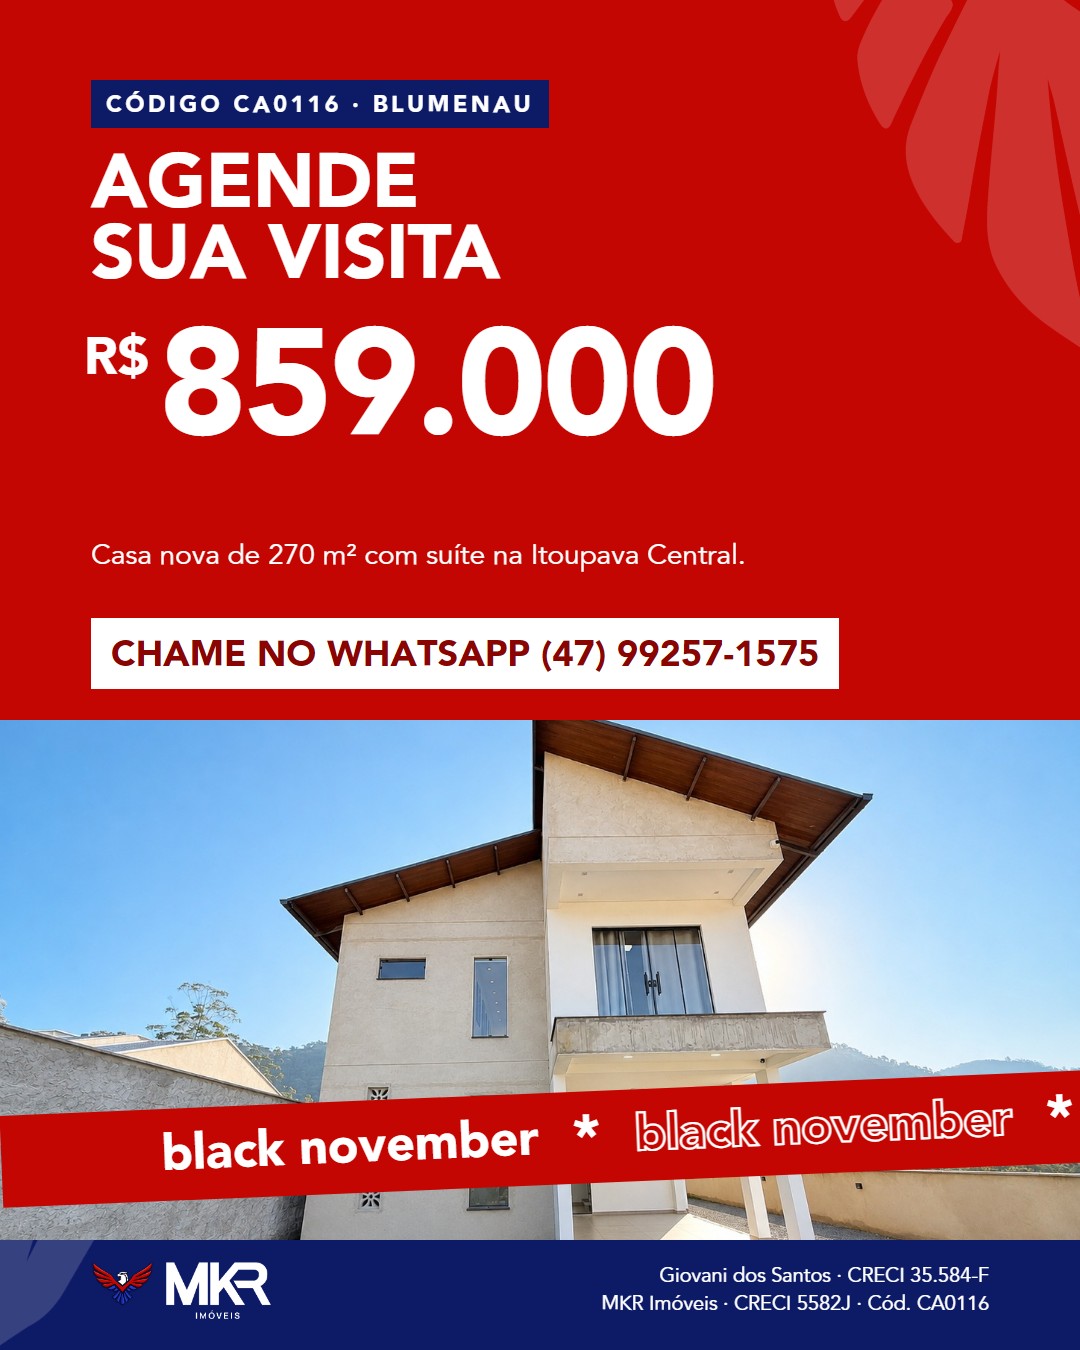 CÓDIGO CA0116 · BLUMENAU
AGENDE
SUA VISITA
R$ 859.000
Casa nova de 270 m² com suíte na Itoupava Central.
CHAME NO WHATSAPP (47) 99257-1575
black november * black november *
MKR
IMÓVEIS
Giovani dos Santos · CRECI 35.584-F
MKR Imóveis · CRECI 5582J · Cód. CA0116